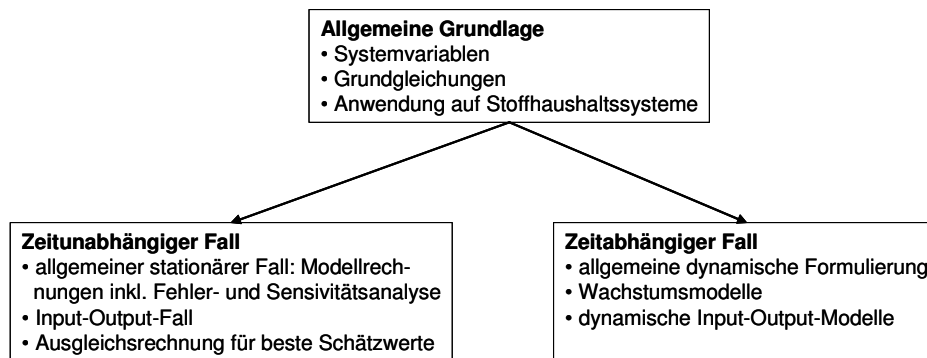 Allgemeine Grundlage
• Systemvariablen
• Grundgleichungen
• Anwendung auf Stoffhaushaltssysteme
Zeitunabhängiger Fall
• allgemeiner stationärer Fall: Modellrech-
nungen inkl. Fehler- und Sensivitätsanalyse
• Input-Output-Fall
• Ausgleichsrechnung für beste Schätzwerte
Zeitabhängiger Fall
• allgemeine dynamische Formulierung
• Wachstumsmodelle
• dynamische Input-Output-Modelle